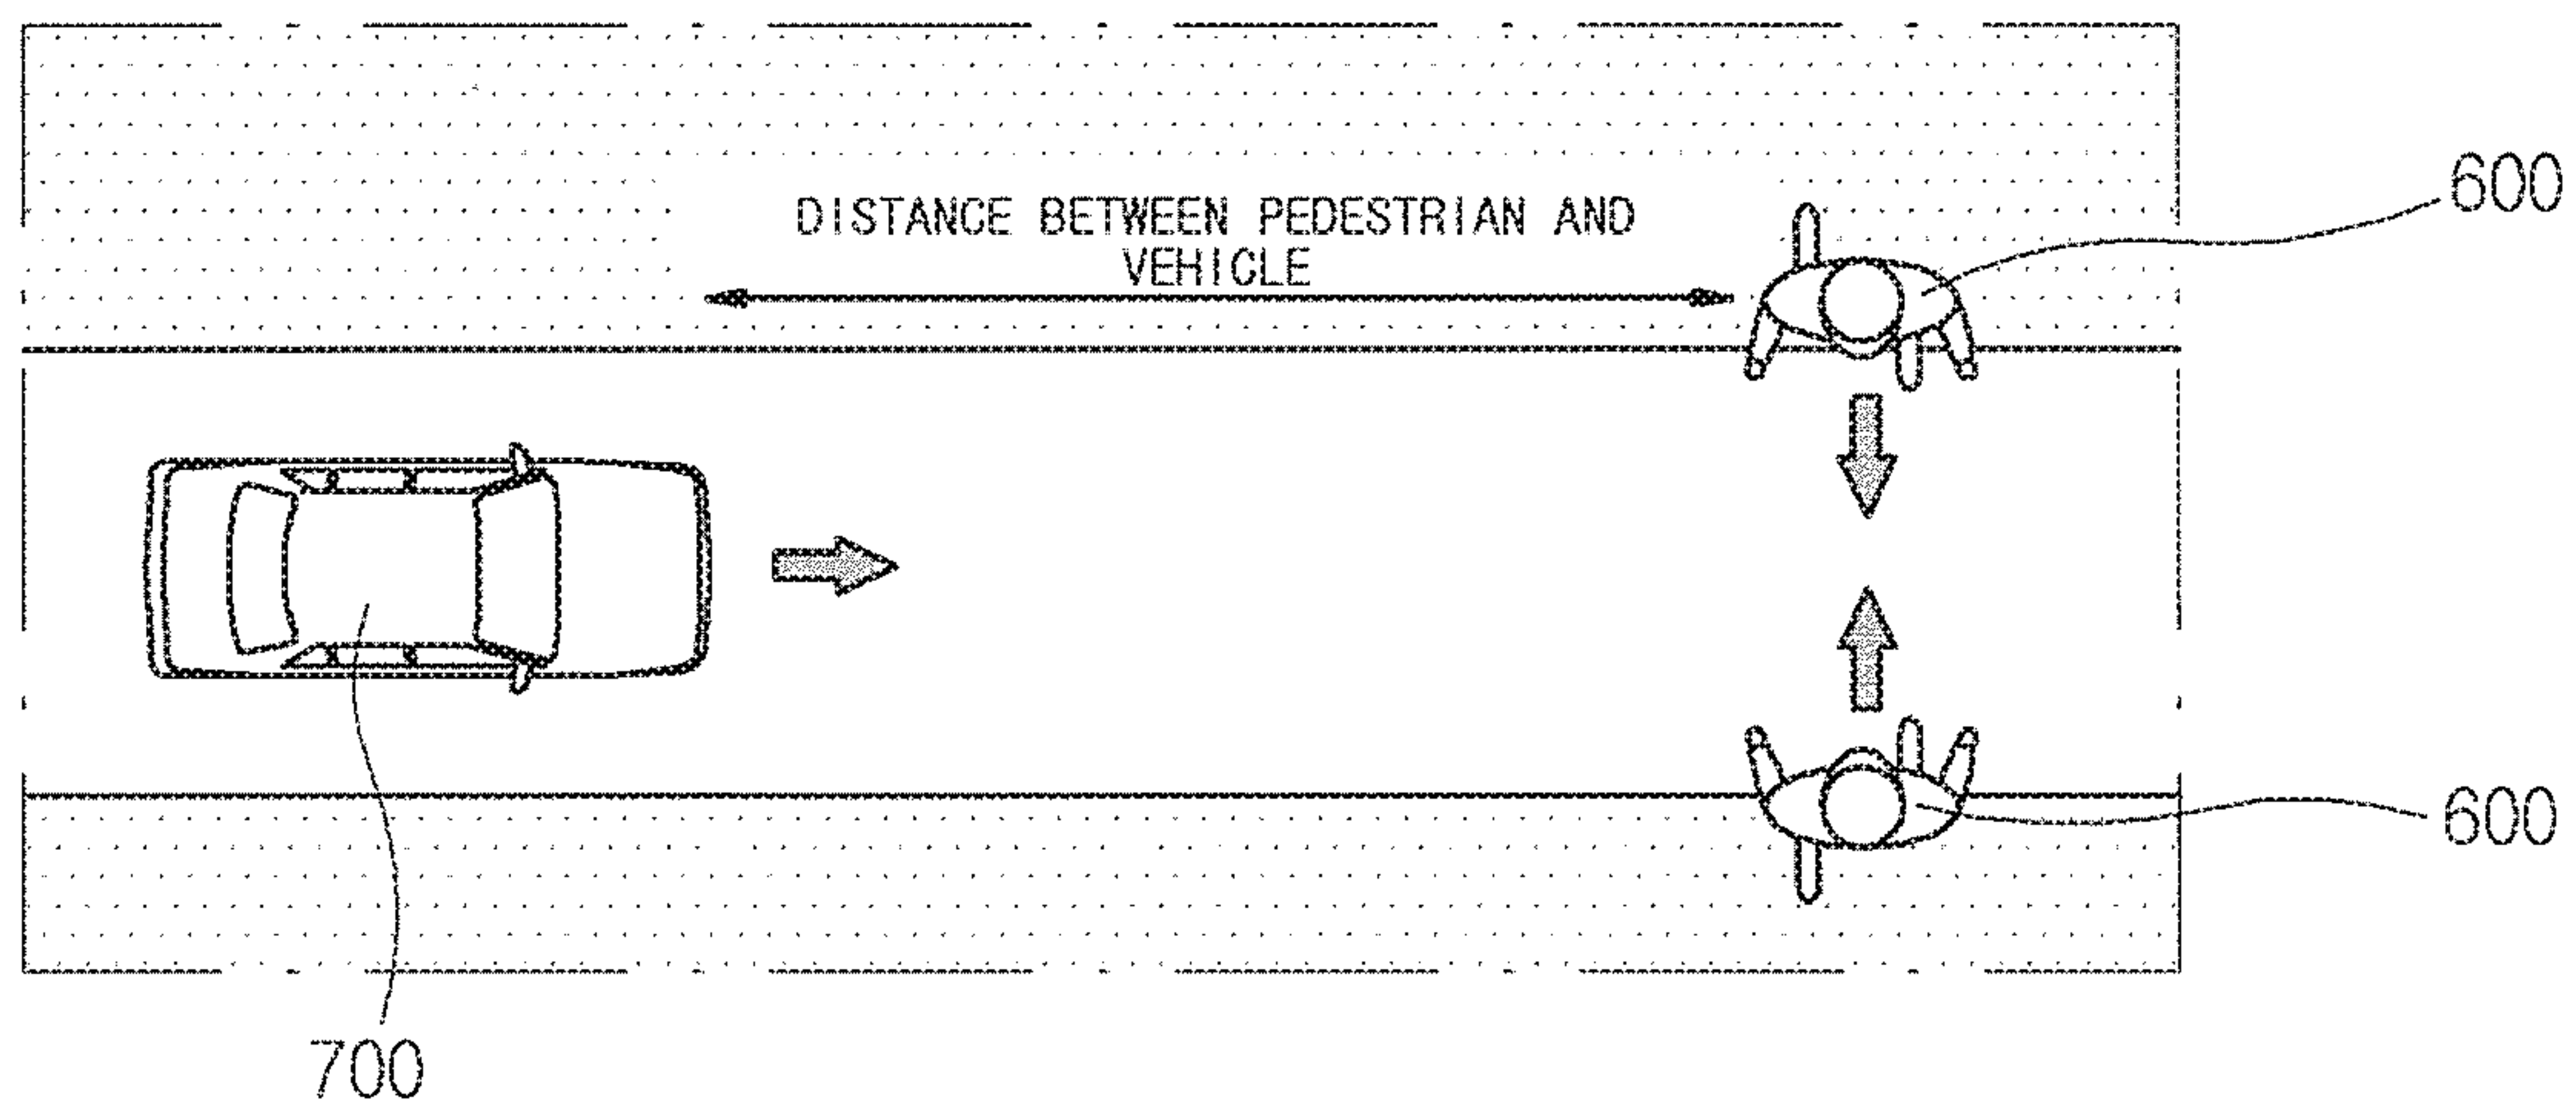 600
DISTANCE BETWEEN PEDESTRIAN AND
VEHICLE
600
700